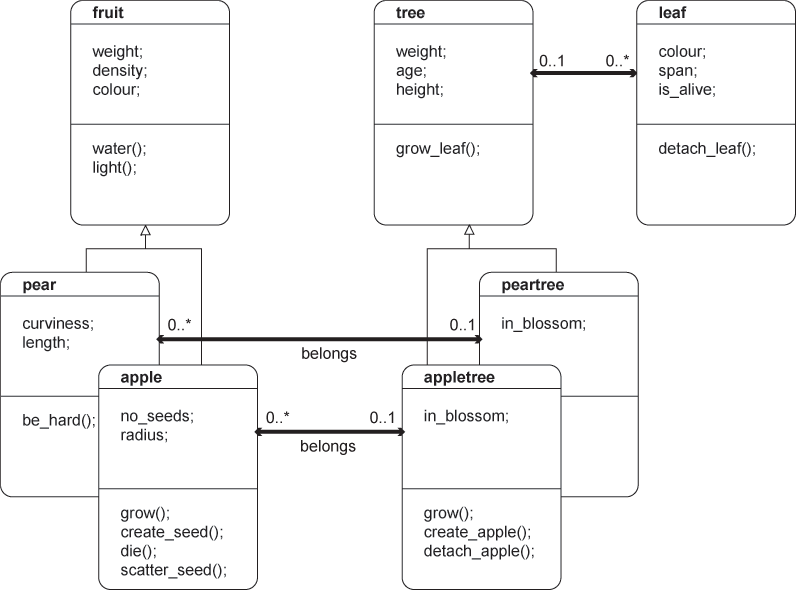 fruit
weight;
density;
colour;
water();
light();
tree
weight;
age;
height;
grow_leaf();
0..1 0..*
leaf
colour;
span;
is_alive;
detach_leaf();
pear
curviness;
length;
be_hard();
0..* 0..1
belongs
peartree
in_blossom;
apple
no_seeds;
radius;
grow();
create_seed();
die();
scatter_seed();
0..* 0..1
belongs
appletree
in_blossom;
grow();
create_apple();
detach_apple();